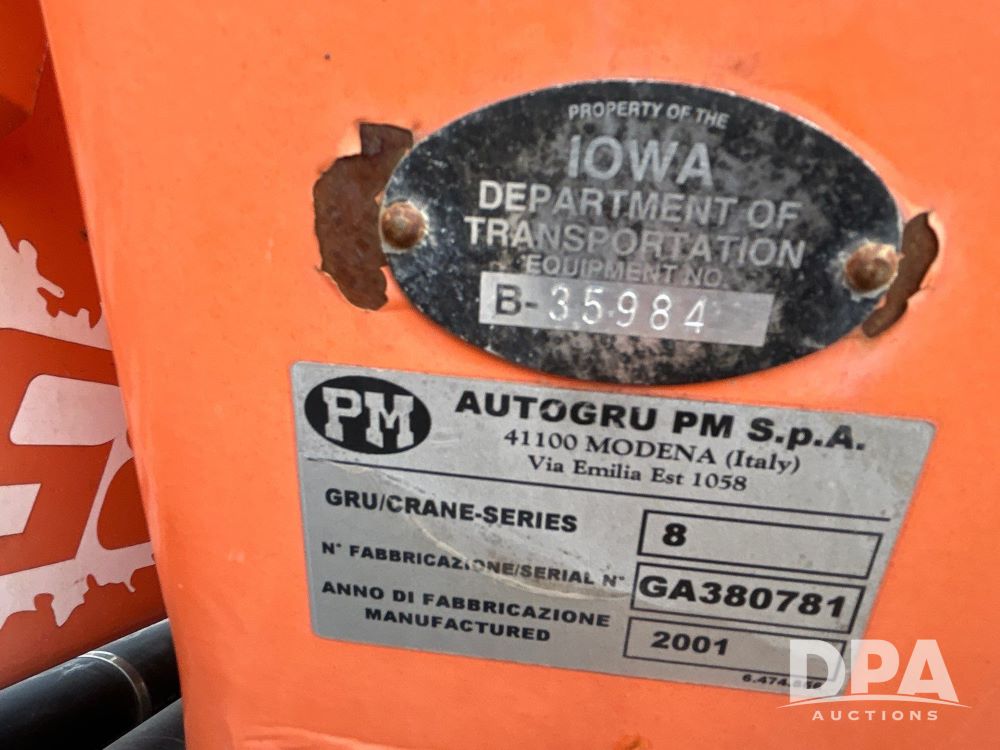 PROPERTY OF THE
IOWA
DEPARTMENT OF
TRANSPORTATION
EQUIPMENT NO.
B-35984
PM
AUTOGRU PM S.p.A.
41100 MODENA (Italy)
Via Emilia Est 1058
GRU/CRANE-SERIES 8
N° FABBRICAZIONE/SERIAL N° GA380781
ANNO DI FABBRICAZIONE
MANUFACTURED 2001
DPA
AUCTIONS